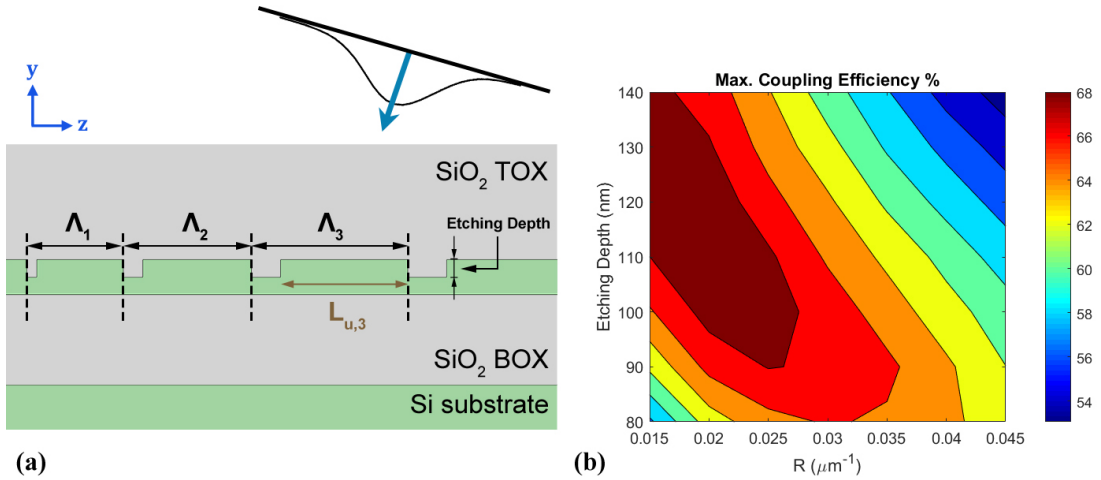 y
z
SiO₂ TOX
Λ₁
Λ₂
Λ₃
Etching Depth
Lᵤ,₃
SiO₂ BOX
Si substrate
(a)
Max. Coupling Efficiency %
140
130
120
110
100
90
80
Etching Depth (nm)
0.015
0.02
0.025
0.03
0.035
0.04
0.045
R (μm⁻¹)
68
66
64
62
60
58
56
54
(b)